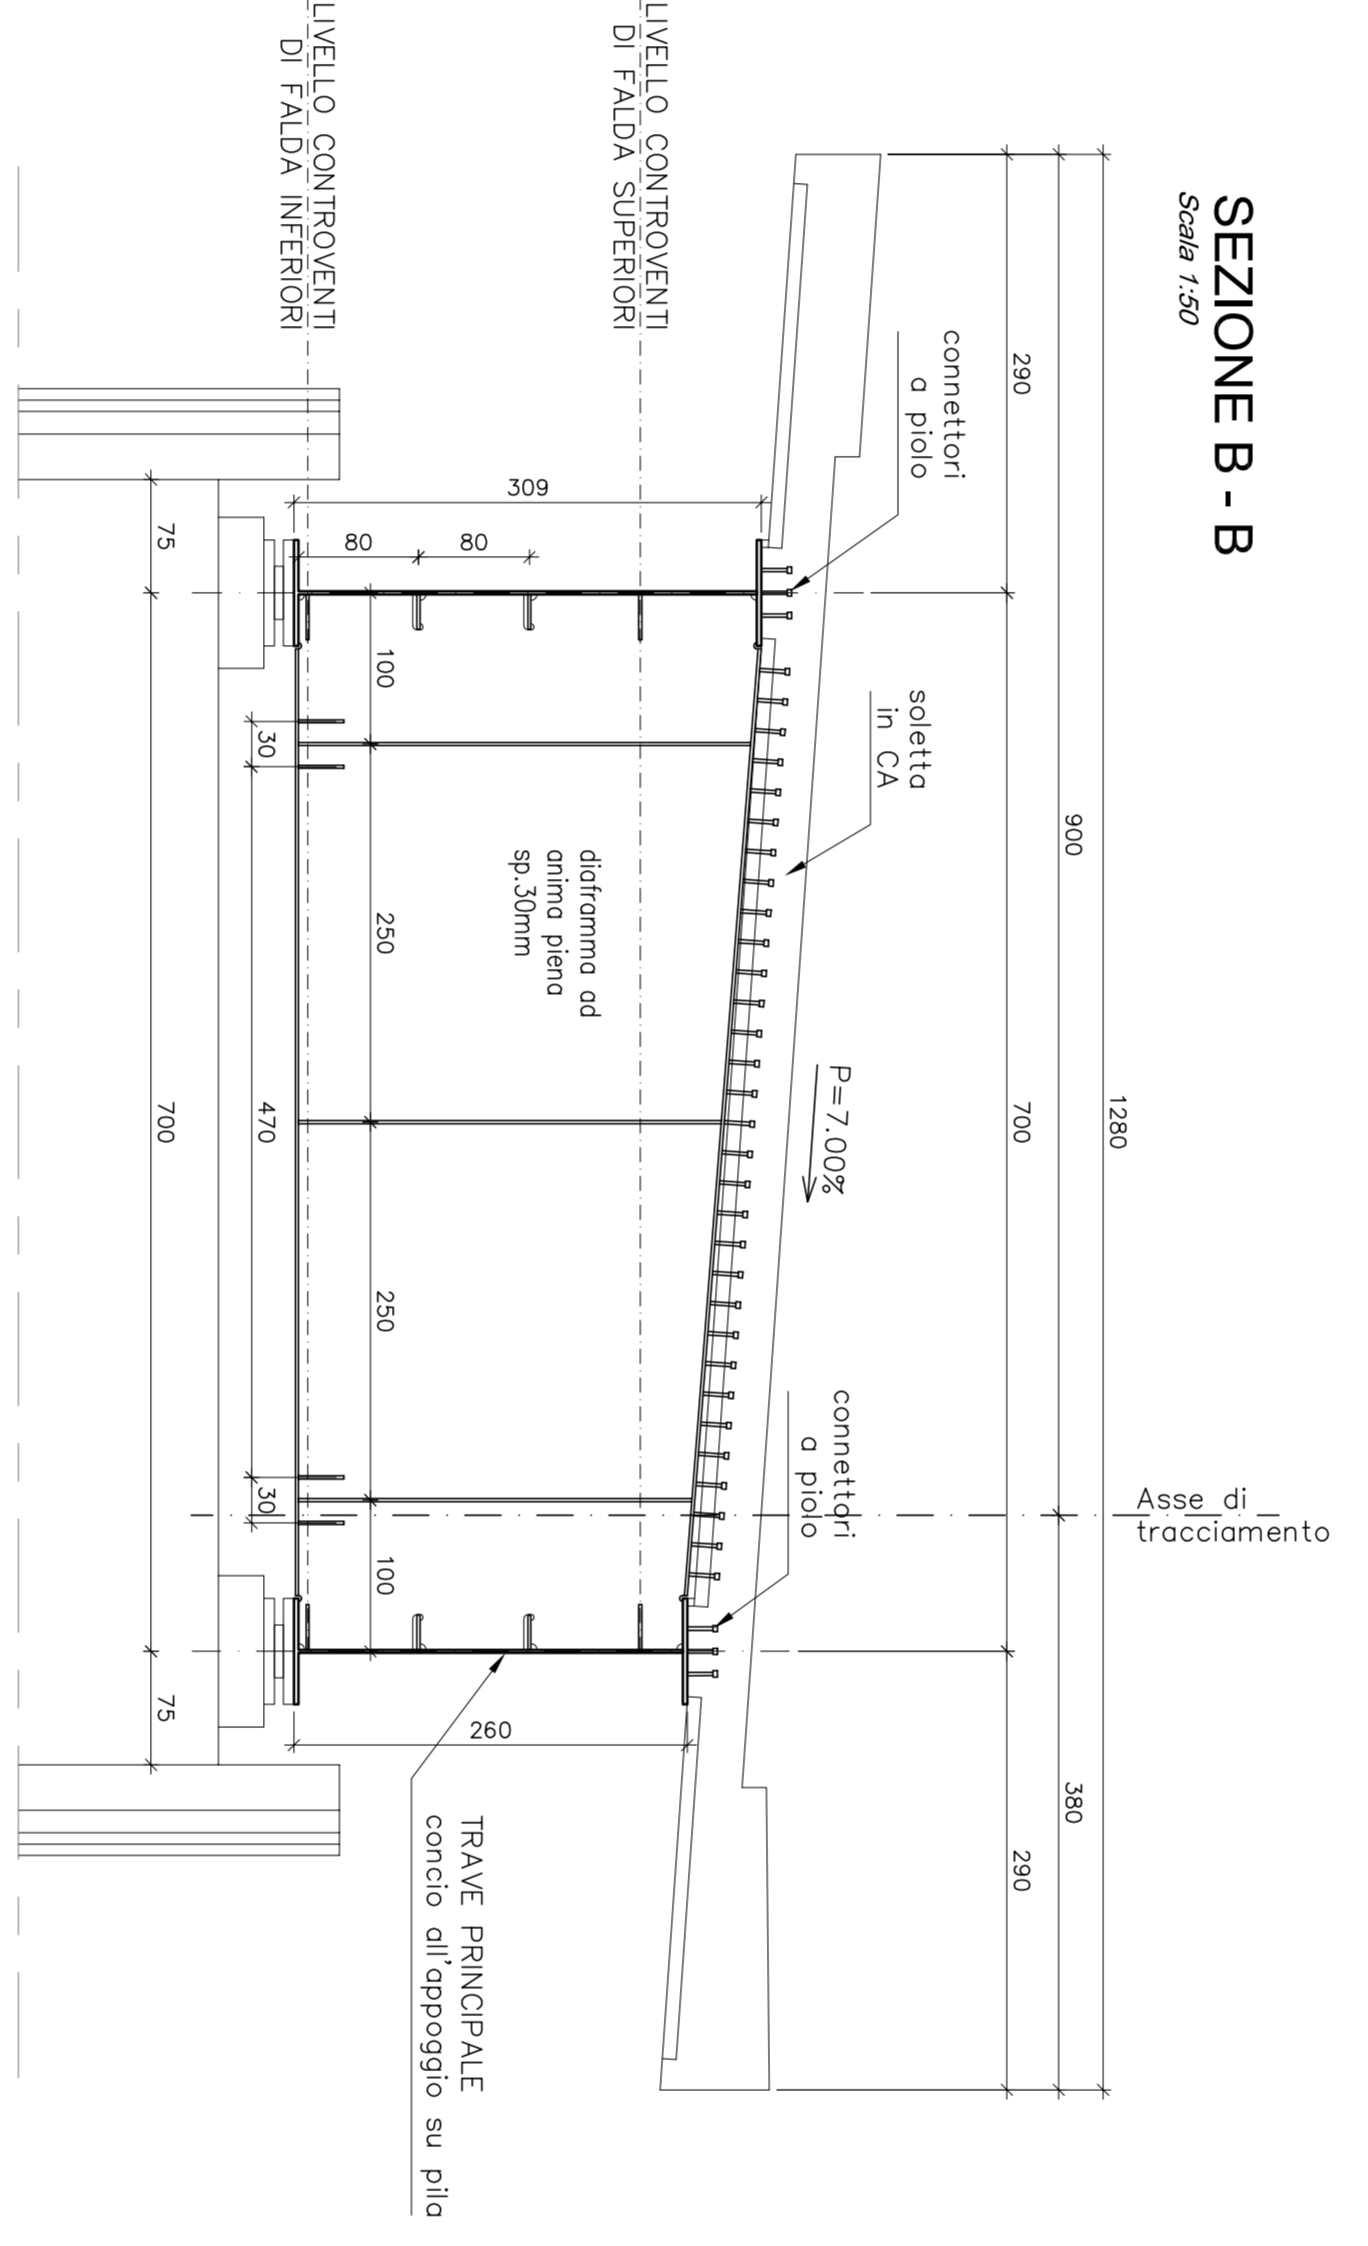 SEZIONE B - B
Scala 1:50
1280
900
380
290
700
290
Asse di
tracciamento
connettori
a piolo
soletta
in CA
P=7.00%
connettori
a piolo
LIVELLO CONTROVENTI
DI FALDA SUPERIORI
LIVELLO CONTROVENTI
DI FALDA INFERIORI
309
80
80
diaframma ad
anima piena
sp.30mm
100
250
250
100
260
TRAVE PRINCIPALE
concio all'appoggio su pila
30
470
30
75
700
75